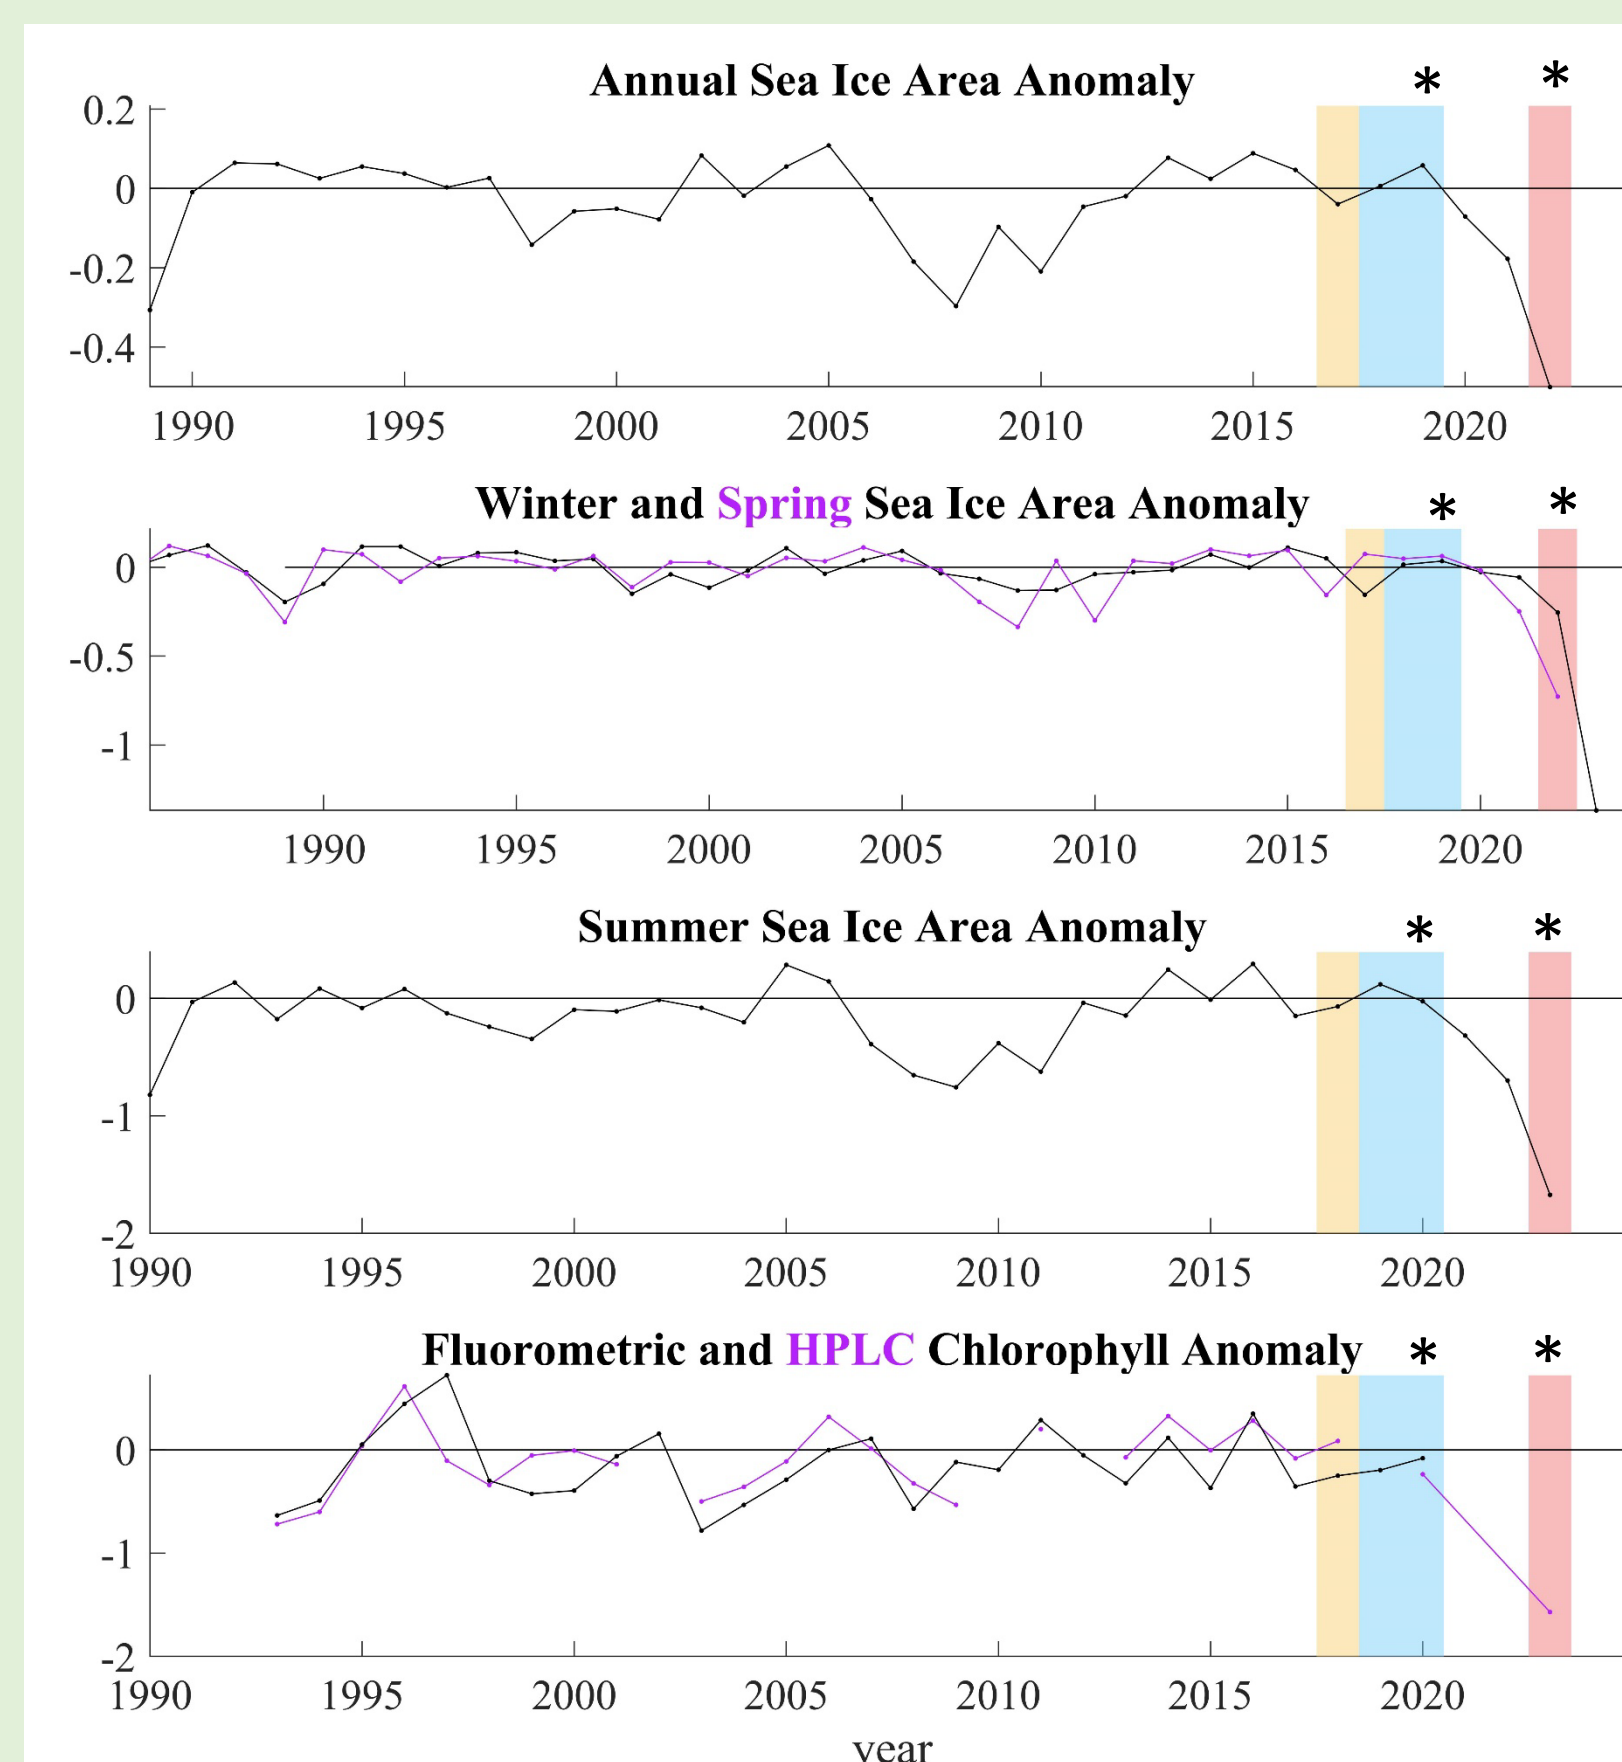 Annual Sea Ice Area Anomaly * *
0.2
0
-0.2
-0.4
1990 1995 2000 2005 2010 2015 2020
Winter and Spring Sea Ice Area Anomaly * *
0
-0.5
-1
1990 1995 2000 2005 2010 2015 2020
Summer Sea Ice Area Anomaly * *
0
-1
-2
1990 1995 2000 2005 2010 2015 2020
Fluorometric and HPLC Chlorophyll Anomaly * *
0
-1
-2
1990 1995 2000 2005 2010 2015 2020
year